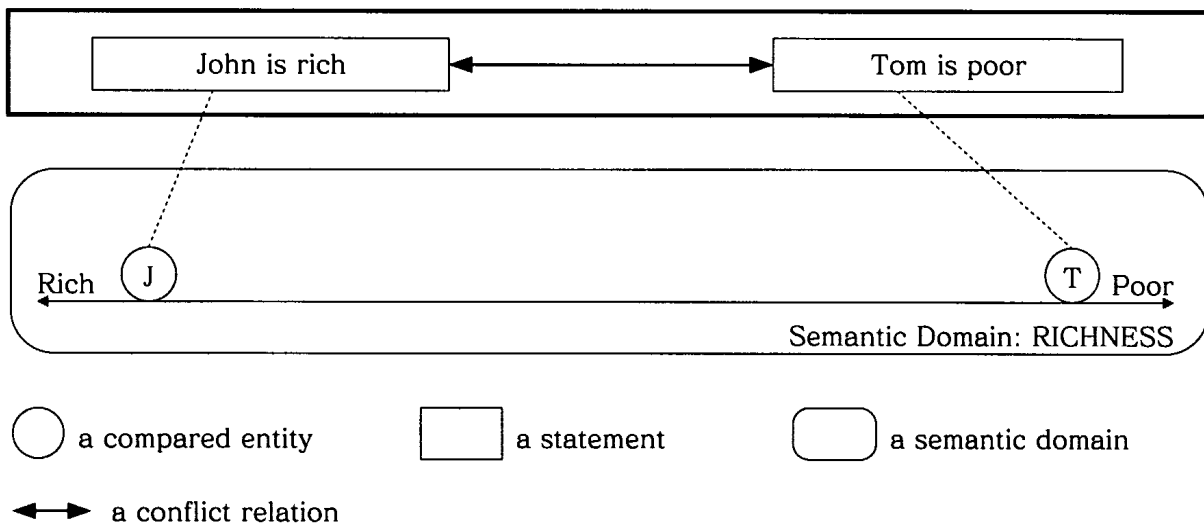 John is rich
Tom is poor
Rich
J
T
Poor
Semantic Domain: RICHNESS
a compared entity
a statement
a semantic domain
a conflict relation